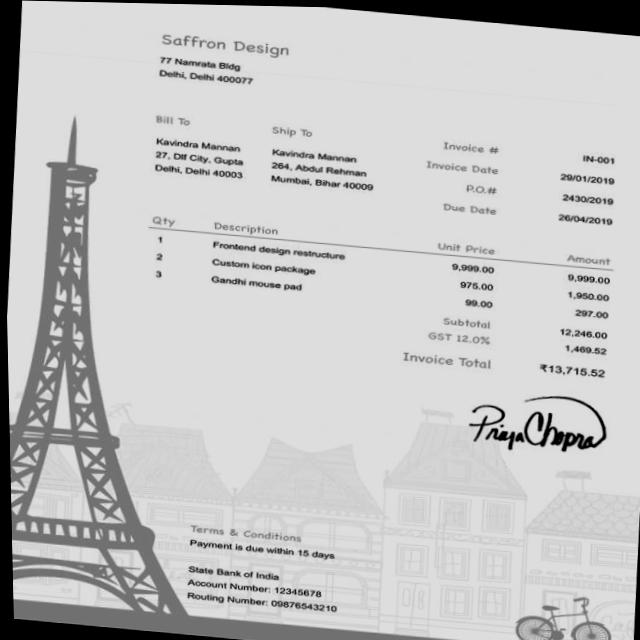 Saffron Design
77 Namrata Bldg
Delhi, Delhi 400077
Bill To
Kavindra Mannan
27, Dlf City, Gupta
Delhi, Delhi 40003
Ship To
Kavindra Mannan
264, Abdul Rehman
Mumbai, Bihar 40009
Invoice # IN-001
Invoice Date 29/01/2019
P.O.# 2430/2019
Due Date 26/04/2019
Qty Description Unit Price Amount
1 Frontend design restructure 9,999.00 9,999.00
2 Custom icon package 975.00 1,950.00
3 Gandhi mouse pad 99.00 297.00
Subtotal 12,246.00
GST 12.0% 1,469.52
Invoice Total ₹13,715.52
Priya Chopra
Terms & Conditions
Payment is due within 15 days
State Bank of India
Account Number: 12345678
Routing Number: 09876543210